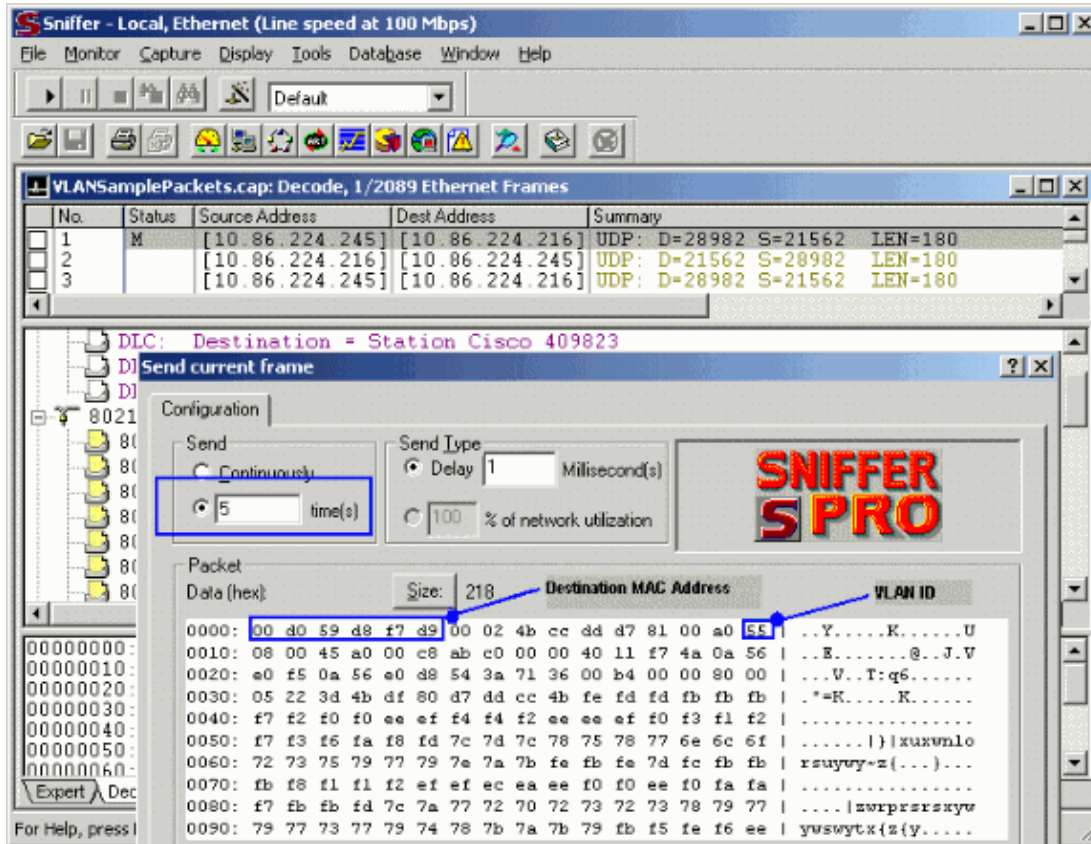 Sniffer - Local, Ethernet (Line speed at 100 Mbps)
File Monitor Capture Display Tools Database Window Help
Default
VLANSamplePackets.cap: Decode, 1/2089 Ethernet Frames
No. Status Source Address Dest Address Summary
1 M [10.86.224.245] [10.86.224.216] UDP: D=28982 S=21562 LEN=180
2 [10.86.224.216] [10.86.224.245] UDP: D=21562 S=28982 LEN=180
3 [10.86.224.245] [10.86.224.216] UDP: D=28982 S=21562 LEN=180
DLC: Destination = Station Cisco 409823
Send current frame
Configuration
8021
Send
Continuously
5 time(s)
Send Type
Delay 1 Millisecond(s)
100 % of network utilization
SNIFFER
S PRO
Packet
Data (hex): Size: 218 Destination MAC Address VLAN ID
0000: 00 d0 59 d8 f7 d9 00 02 4b cc dd d7 81 00 a0 55 | ..Y.....K......U
0010: 08 00 45 a0 00 c8 ab c0 00 00 40 11 f7 4a 0a 56 | ..E.......@..J.V
0020: e0 f5 0a 56 e0 d8 54 3a 71 36 00 b4 00 00 80 00 | ...V..T:q6......
0030: 05 22 3d 4b df 80 d7 dd cc 4b fe fd fd fb fb fb | ."=K.....K......
0040: f7 f2 f0 f0 ee ef f4 f4 f2 ee ee ef f0 f3 f1 f2 | ................
0050: f7 f3 f6 fa f8 fd 7c 7d 7c 78 75 78 77 6e 6c 6f | ......|}|xuxwnlo
0060: 72 73 75 79 77 79 7e 7a 7b fe fb fe 7d fc fb fb | rsuywy~z{...}...
0070: fb f8 f1 f1 f2 ef ef ec ea ee f0 f0 ee f0 fa fa | ................
0080: f7 fb fb fd 7c 7a 77 72 70 72 73 72 73 78 79 77 | ....|zwrprsrsxyw
0090: 79 77 73 77 79 74 78 7b 7a 7b 79 fb f5 fe f6 ee | ywswytx{z{y.....
00000000:
00000010:
00000020:
00000030:
00000040:
00000050:
00000060
Expert Dec
For Help, press